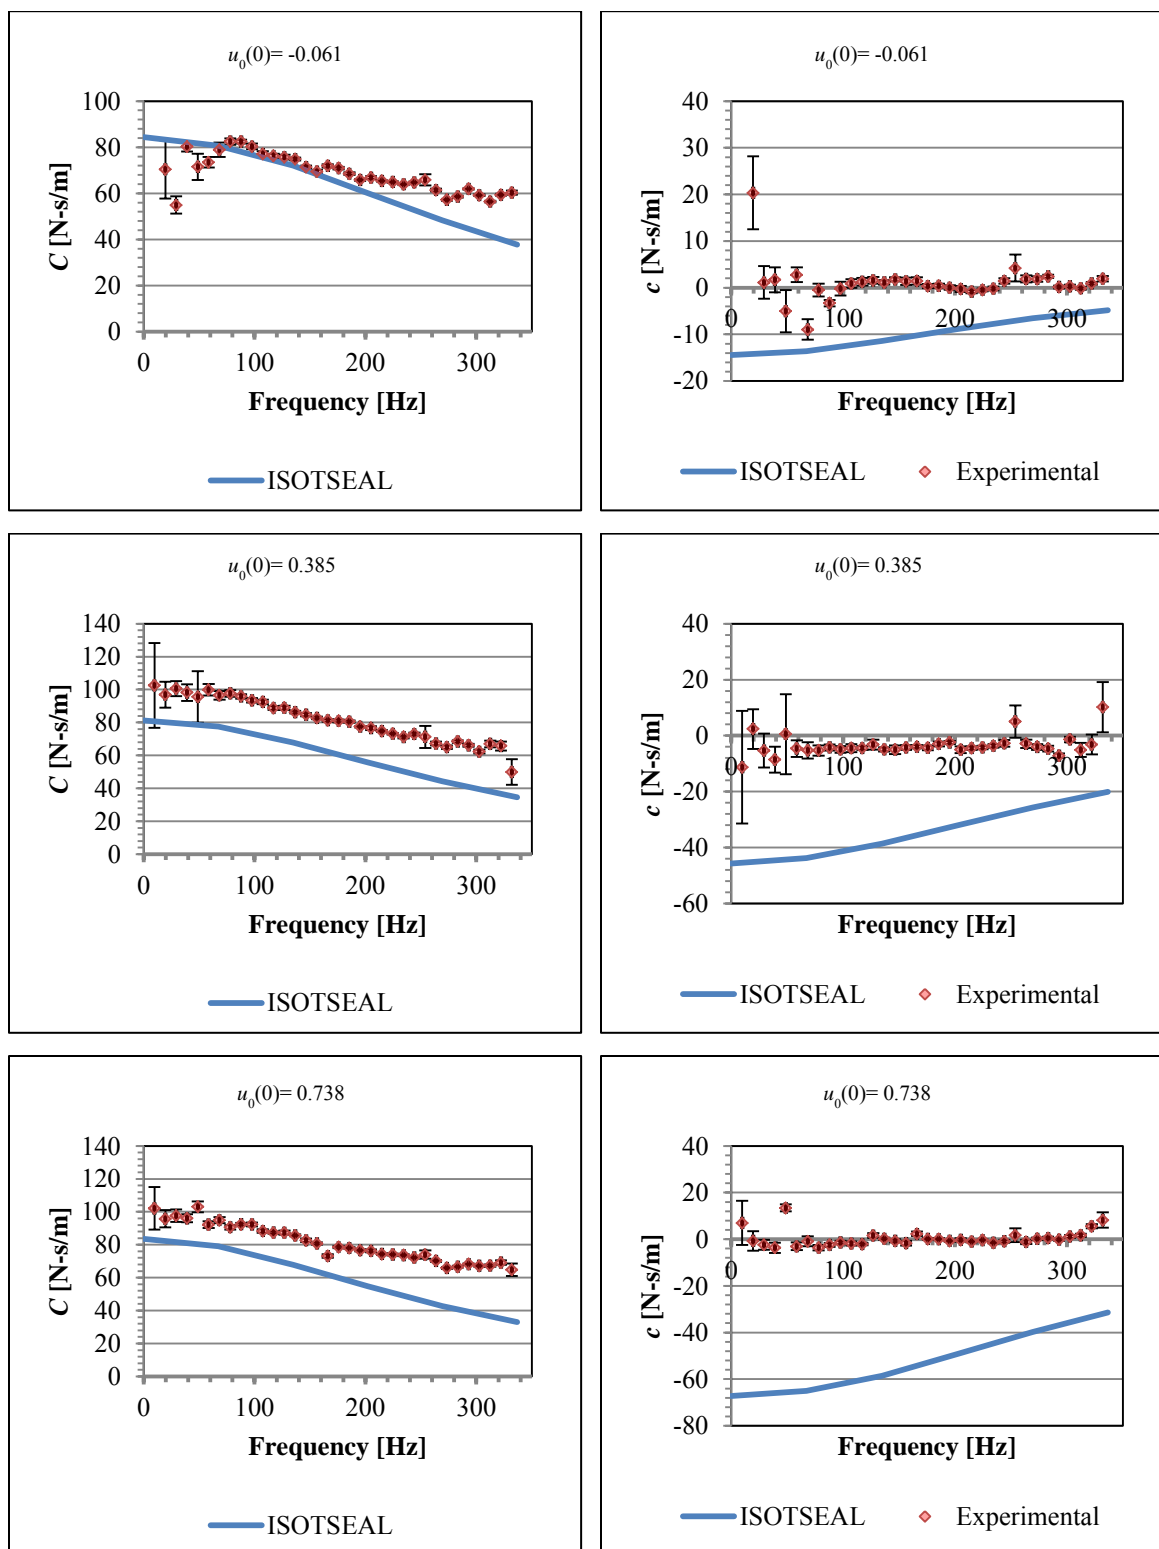 u0(0)= -0.061
C [N-s/m]
100
80
60
40
20
0
0 100 200 300
Frequency [Hz]
ISOTSEAL
u0(0)= -0.061
c [N-s/m]
40
30
20
10
0
-10
-20
0 100 200 300
Frequency [Hz]
ISOTSEAL Experimental
u0(0)= 0.385
C [N-s/m]
140
120
100
80
60
40
20
0
0 100 200 300
Frequency [Hz]
ISOTSEAL
u0(0)= 0.385
c [N-s/m]
40
20
0
-20
-40
-60
0 100 200 300
Frequency [Hz]
ISOTSEAL Experimental
u0(0)= 0.738
C [N-s/m]
140
120
100
80
60
40
20
0
0 100 200 300
Frequency [Hz]
ISOTSEAL
u0(0)= 0.738
c [N-s/m]
40
20
0
-20
-40
-60
-80
0 100 200 300
Frequency [Hz]
ISOTSEAL Experimental